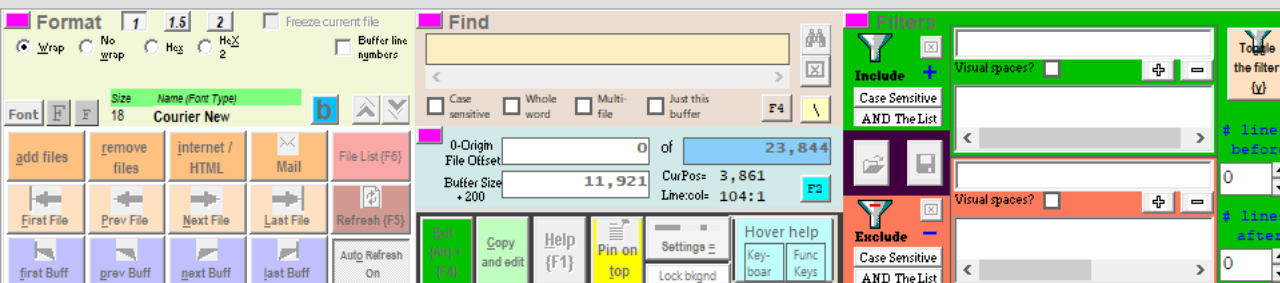 Format 1 1.5 2 Freeze current file
Wrap No wrap Hex HeX 2 Buffer line numbers
Size Name (Font Type)
Font F F 18 Courier New b
add files remove files internet / HTML Mail File List {F6}
First File Prev File Next File Last File Refresh {F5}
first Buff prev Buff next Buff last Buff Auto Refresh On
Find
Case sensitive Whole word Multi-file Just this buffer F4 \
0-Origin File Offset 0 of 23,844
Buffer Size + 200 11,921 CurPos= 3,861 F2
Line:col= 104:1
Copy and edit Help {F1} Pin on top Settings = Hover help
Lock bkgnd Key-boar Func Keys
Filters
Include +
Visual spaces? + −
Case Sensitive
AND The List
Toggle the filter {y}
# line before
0
Visual spaces? + −
Exclude −
Case Sensitive
AND The List
# line after
0